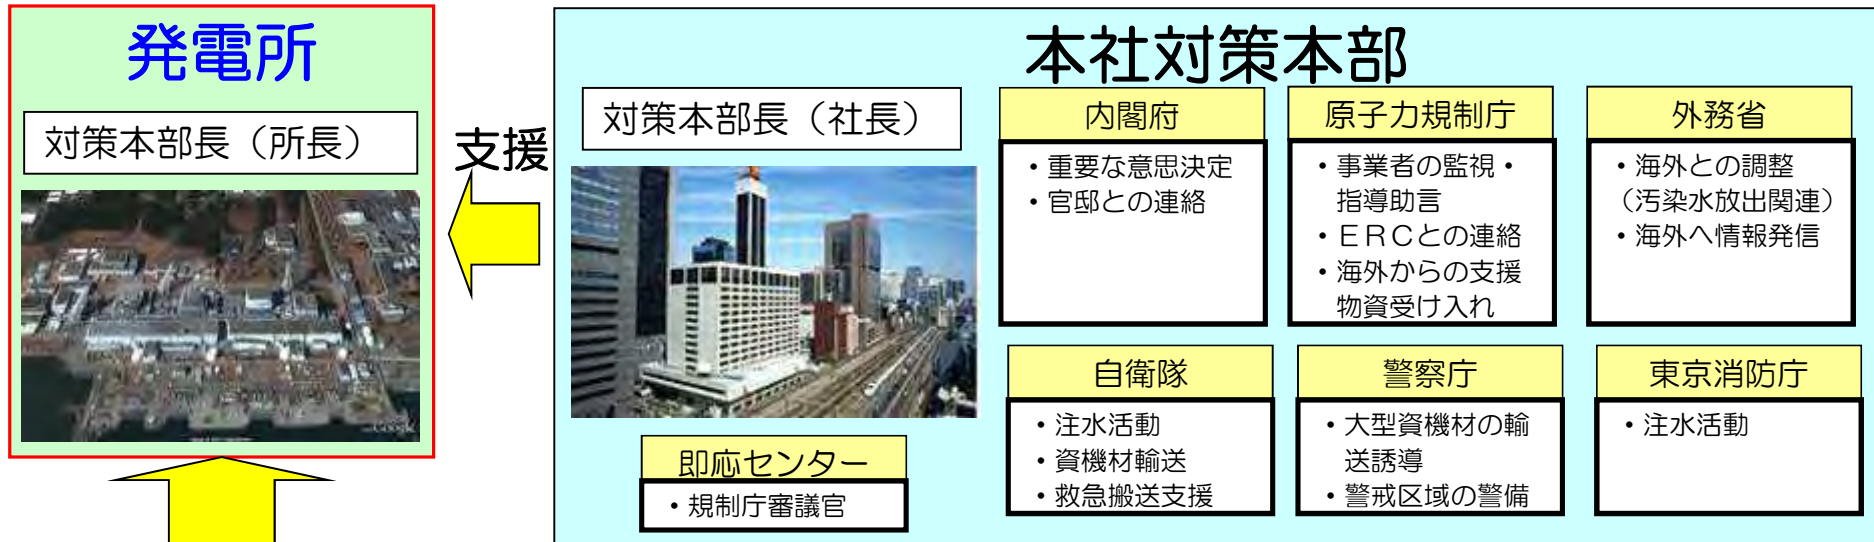 発電所
対策本部長（所長）
Google
支援
本社対策本部
対策本部長（社長）
内閣府
・重要な意思決定
・官邸との連絡
原子力規制庁
・事業者の監視・
指導助言
・ＥＲＣとの連絡
・海外からの支援
物資受け入れ
外務省
・海外との調整
（汚染水放出関連）
・海外へ情報発信
即応センター
・規制庁審議官
自衛隊
・注水活動
・資機材輸送
・救急搬送支援
警察庁
・大型資機材の輸
送誘導
・警戒区域の警備
東京消防庁
・注水活動